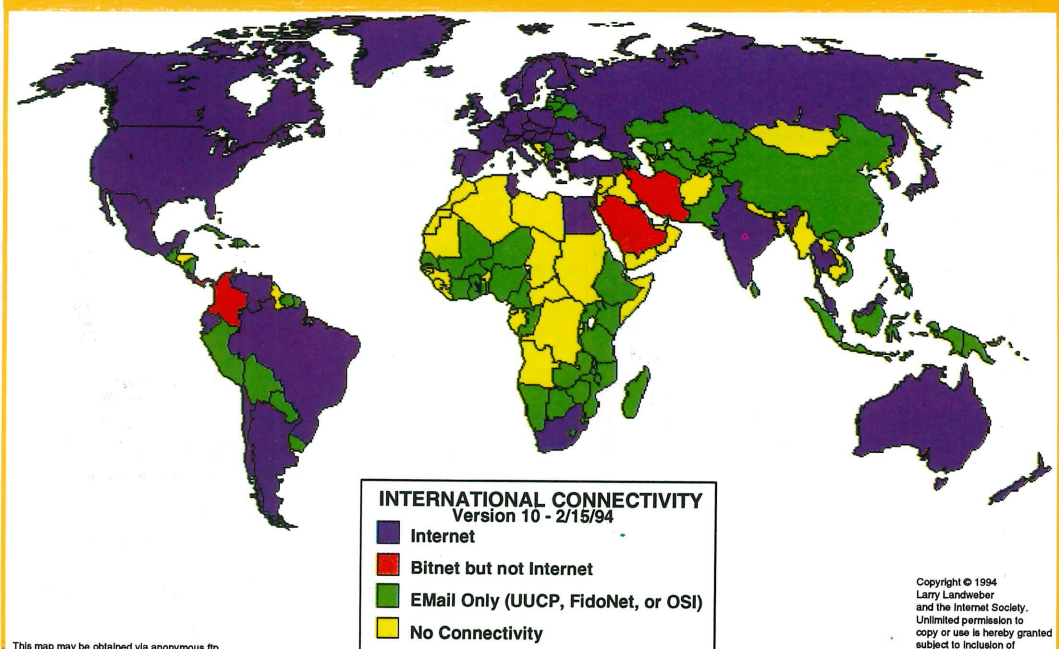 INTERNATIONAL CONNECTIVITY
Version 10 - 2/15/94
Internet
Bitnet but not Internet
EMail Only (UUCP, FidoNet, or OSI)
No Connectivity
This map may be obtained via anonymous ftp
Copyright © 1994
Larry Landweber
and the Internet Society.
Unlimited permission to
copy or use is hereby granted
subject to inclusion of